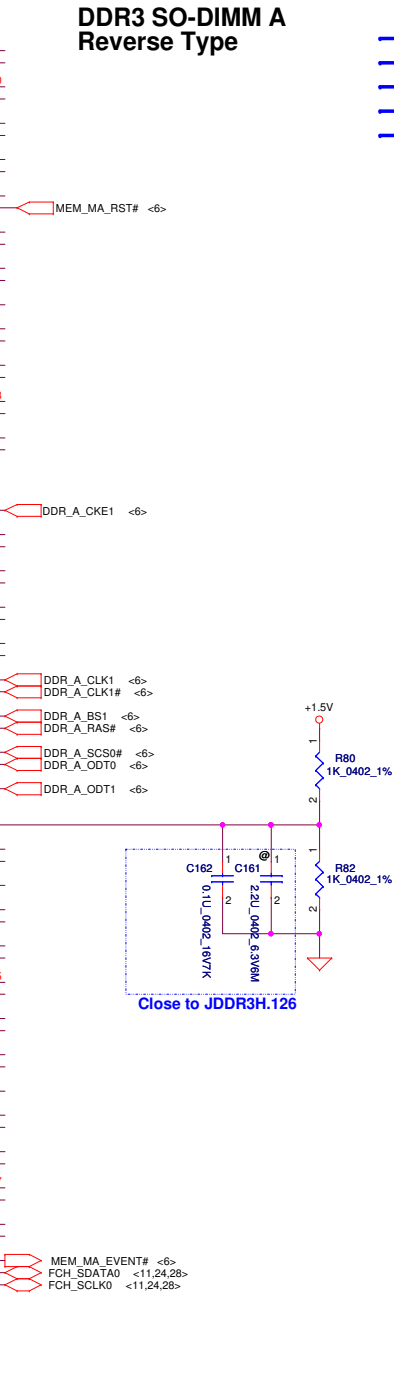 DDR3 SO-DIMM A
Reverse Type
MEM_MA_RST# <6>
DDR_A_CKE1 <6>
DDR_A_CLK1 <6>
DDR_A_CLK1# <6>
DDR_A_BS1 <6>
DDR_A_RAS# <6>
DDR_A_SCS0# <6>
DDR_A_ODT0 <6>
DDR_A_ODT1 <6>
+1.5V
1
R80
1K_0402_1%
2
1
R82
1K_0402_1%
2
@
C162
1
2
0.1U_0402_16V7K
C161
1
2
2.2U_0402_6.3V6M
Close to JDDR3H.126
MEM_MA_EVENT# <6>
FCH_SDATA0 <11,24,28>
FCH_SCLK0 <11,24,28>